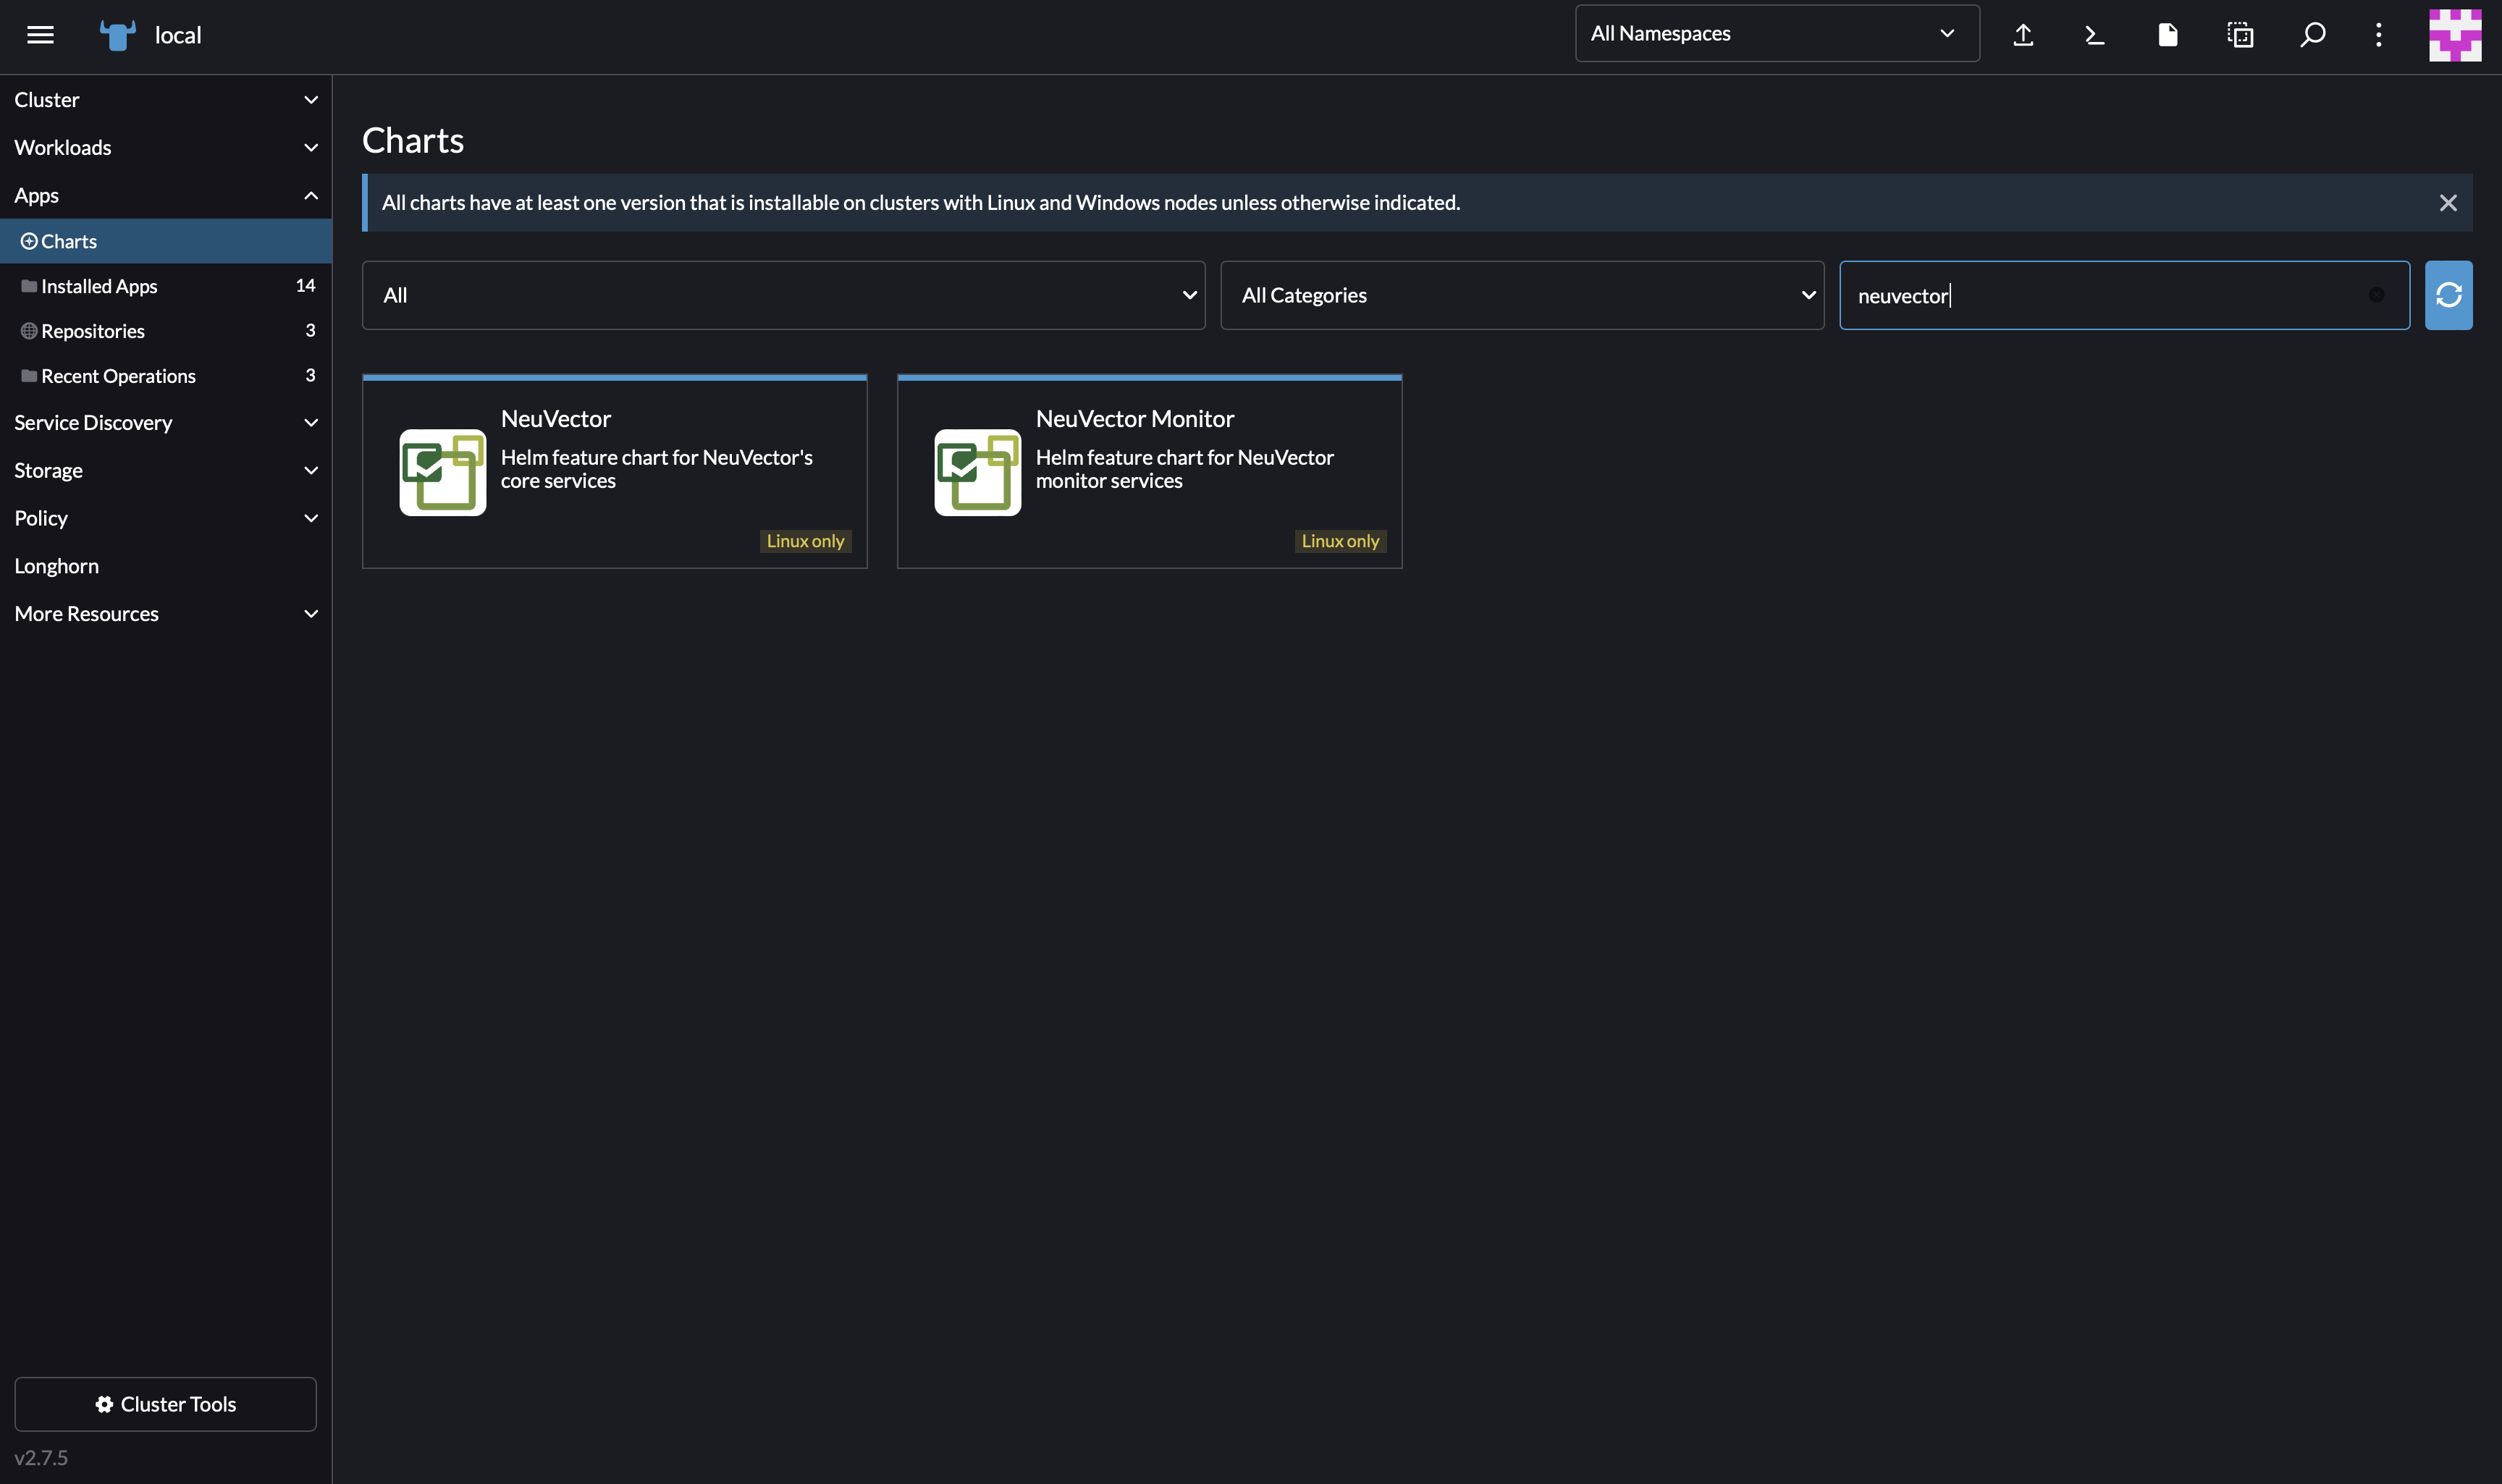 local
All Namespaces
Cluster
Workloads
Apps
Charts
Installed Apps 14
Repositories 3
Recent Operations 3
Service Discovery
Storage
Policy
Longhorn
More Resources
Cluster Tools
v2.7.5
Charts
All charts have at least one version that is installable on clusters with Linux and Windows nodes unless otherwise indicated.
All
All Categories
neuvector
NeuVector
Helm feature chart for NeuVector's
core services
Linux only
NeuVector Monitor
Helm feature chart for NeuVector
monitor services
Linux only